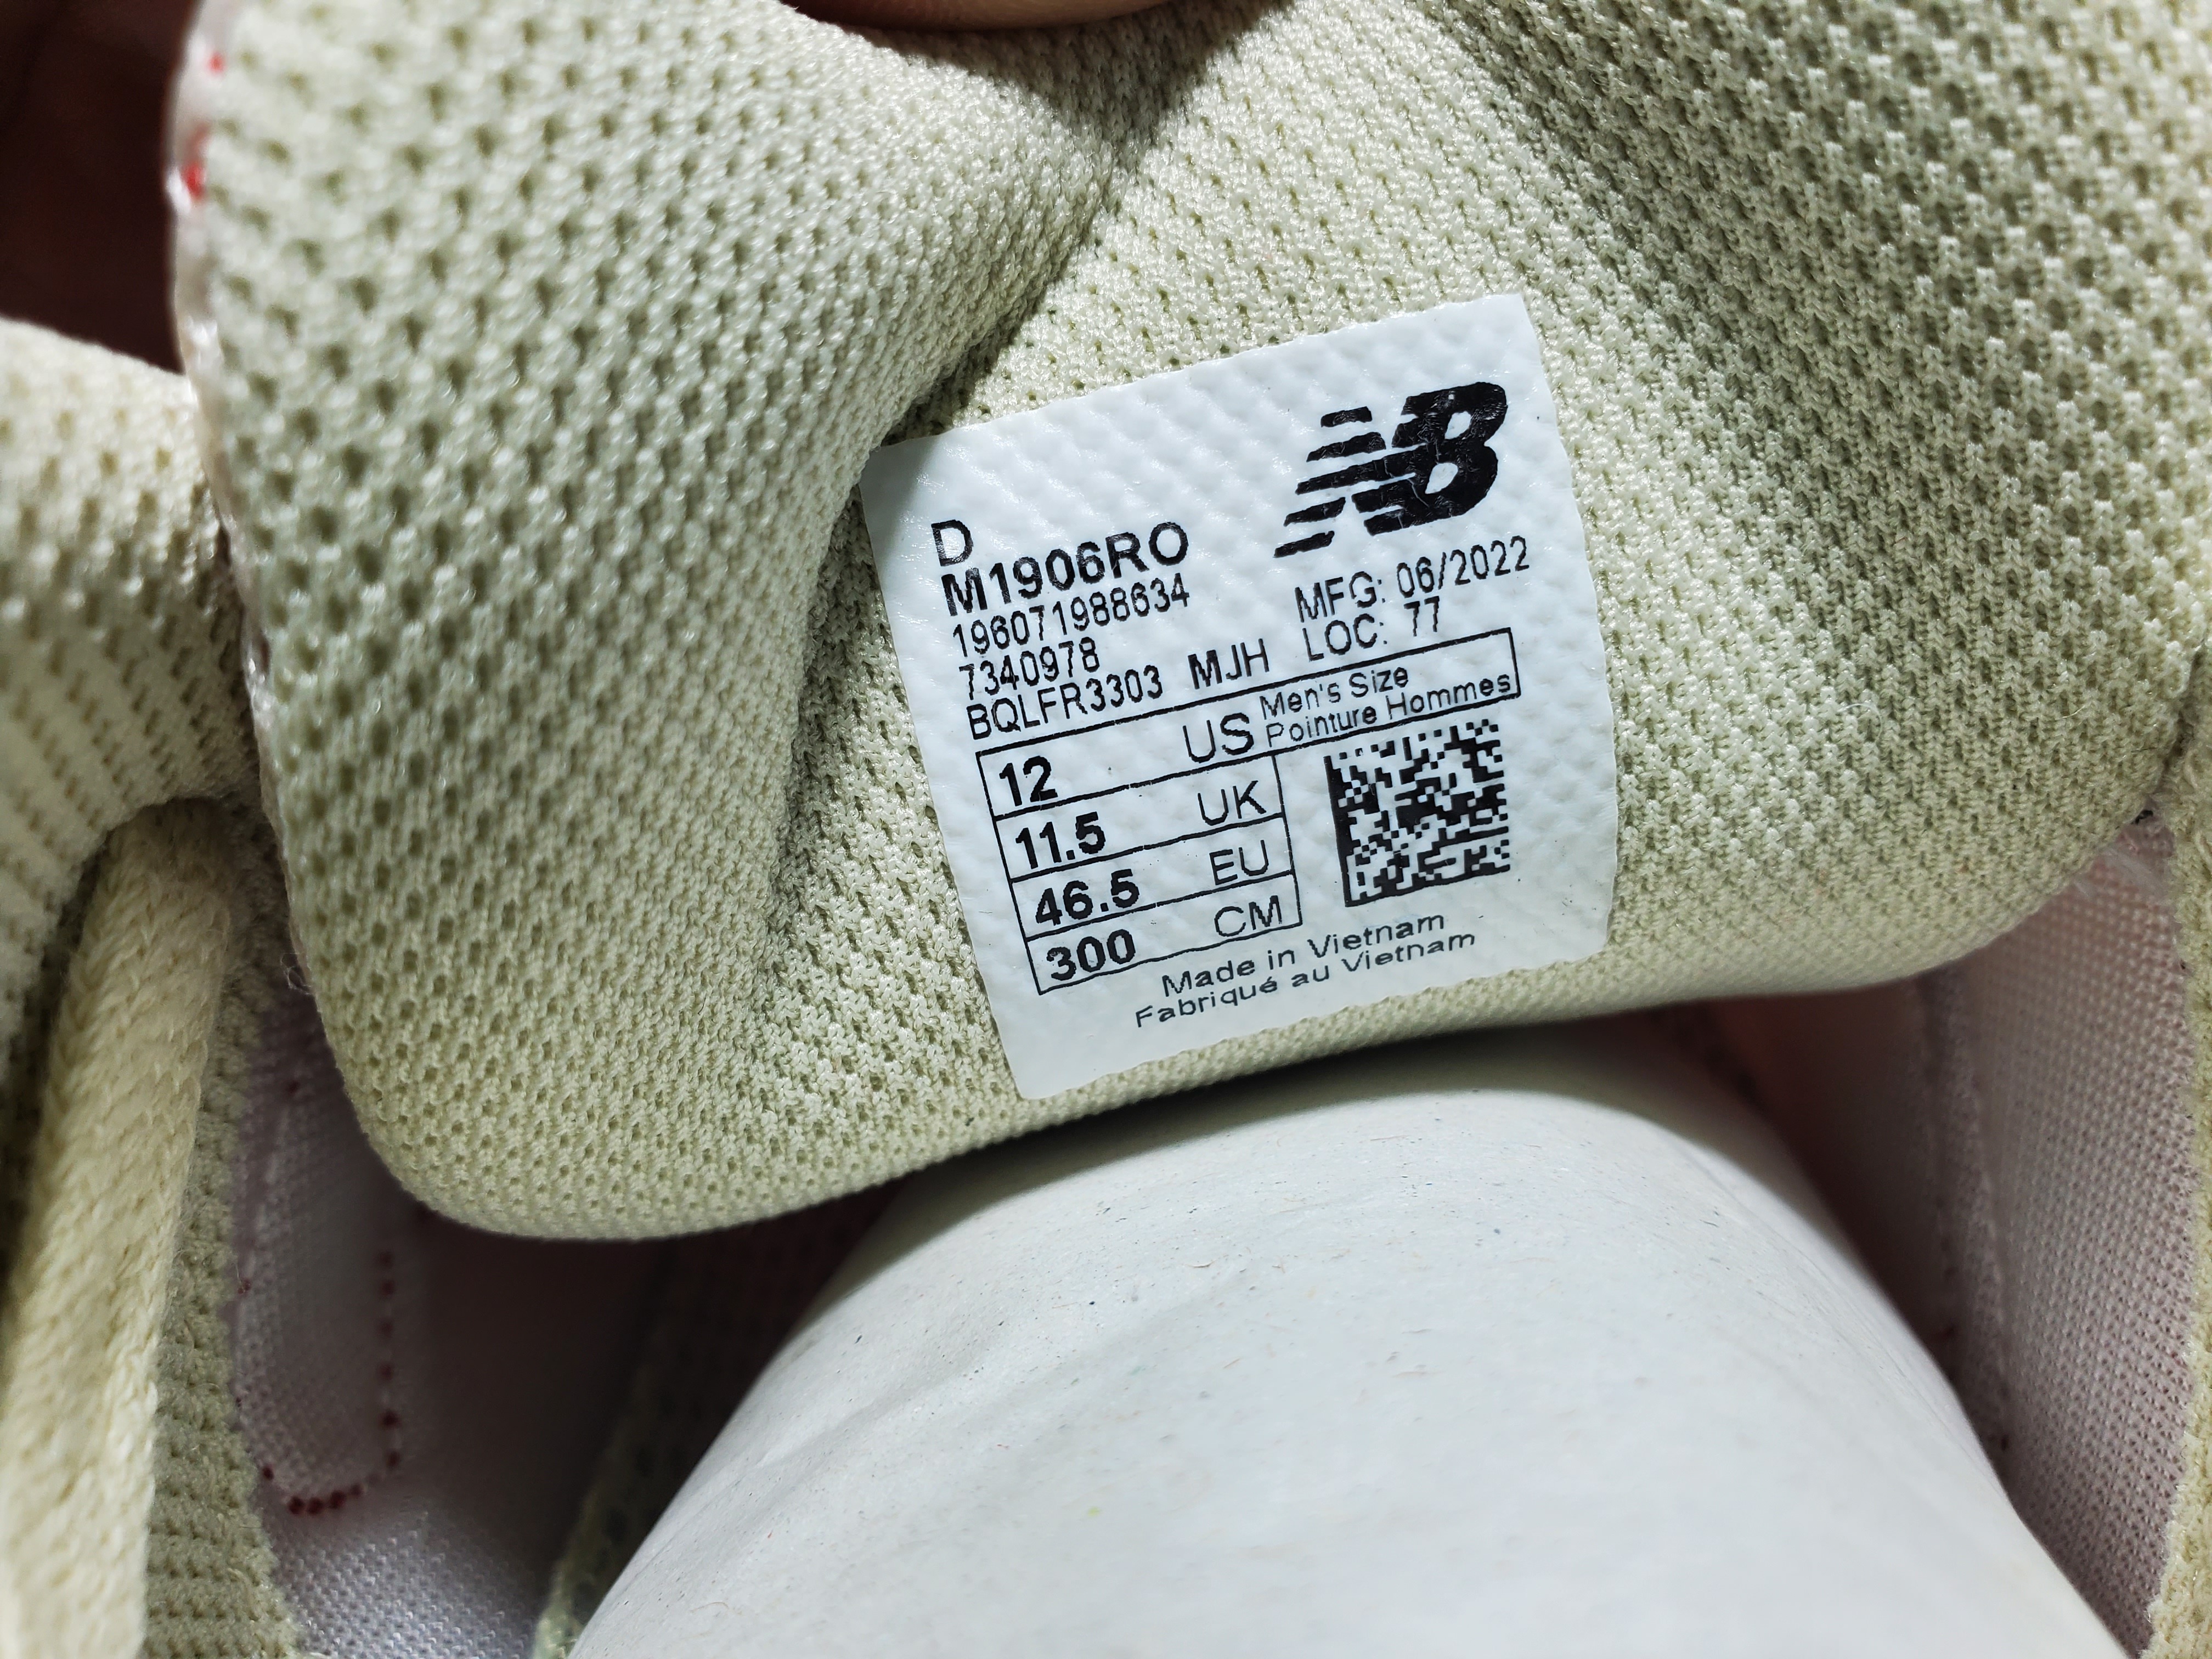 NB
D
M1906RO
196071988634
7340978
BQLFR3303 MJH
MFG: 06/2022
LOC: 77
12 US Men's Size
Pointure Hommes
11.5 UK
46.5 EU
300 CM
Made in Vietnam
Fabriqué au Vietnam